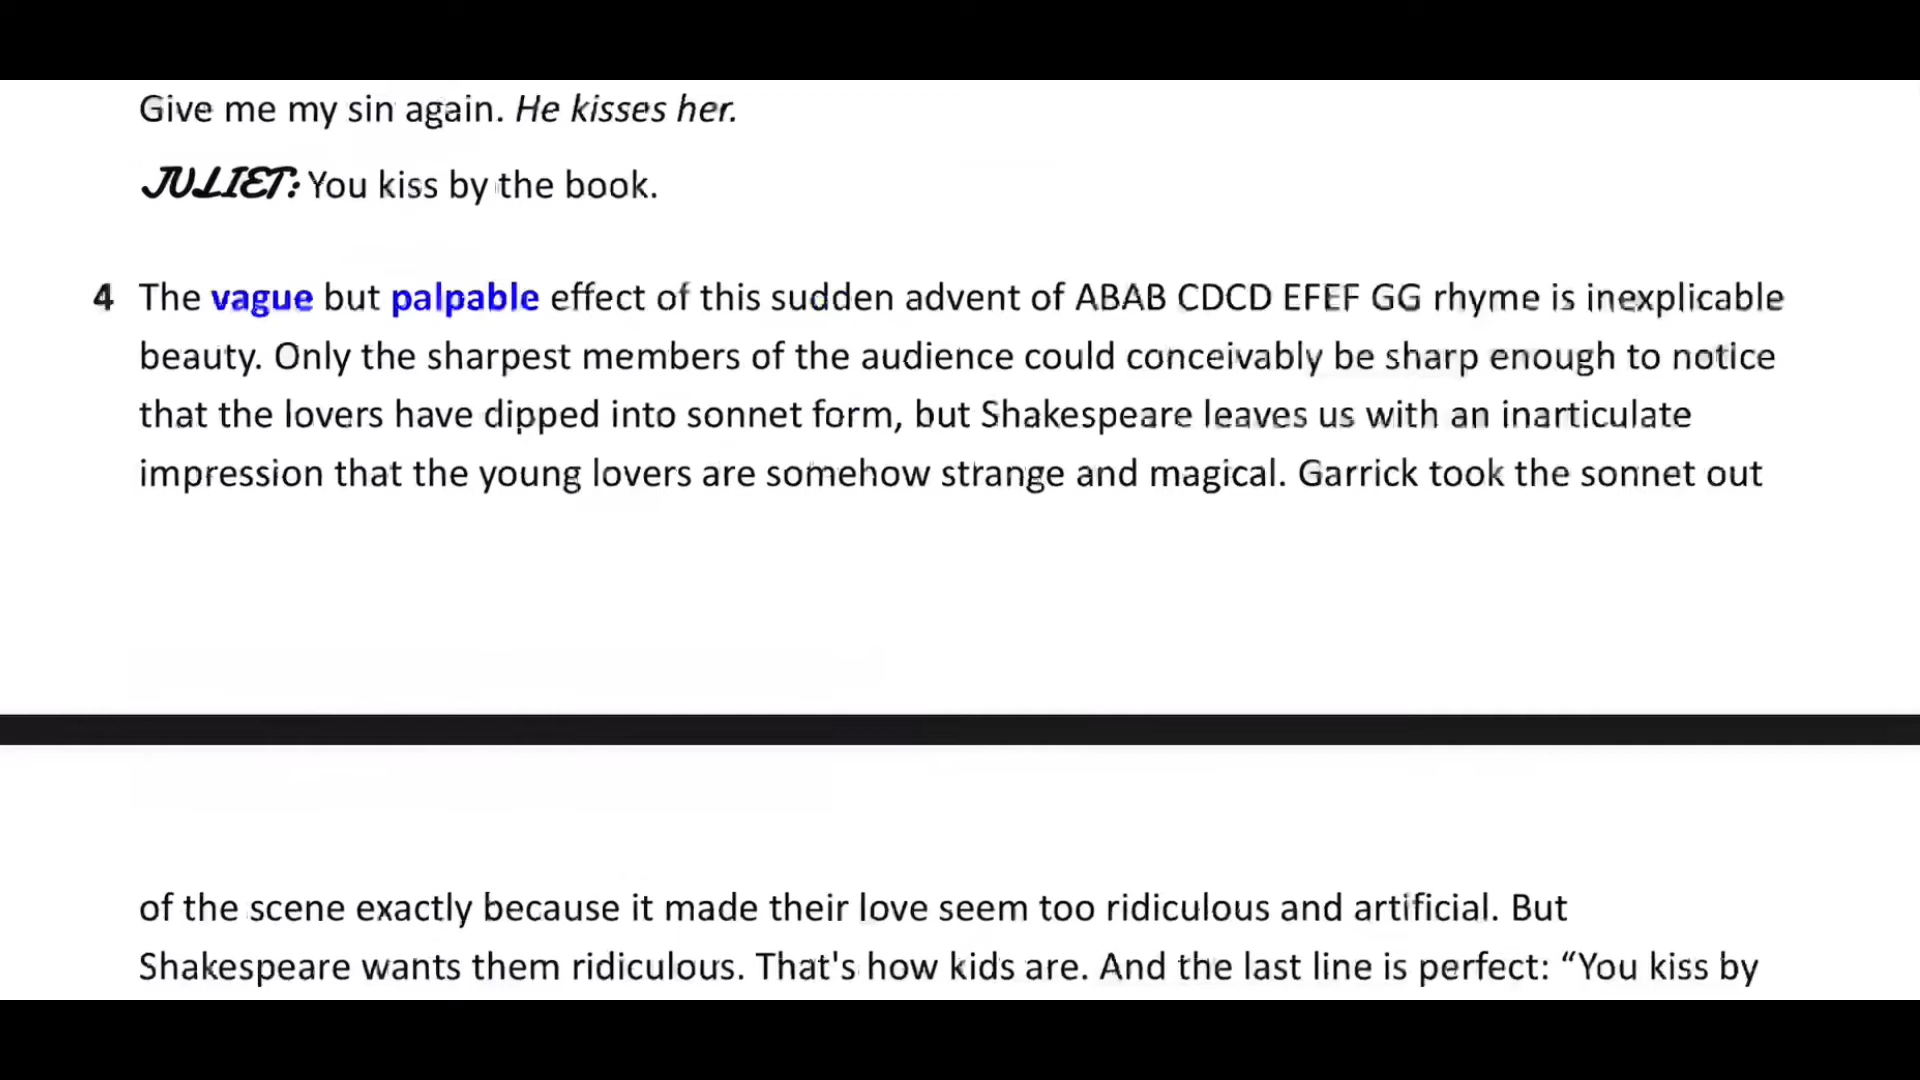 Give me my sin again. He kisses her.
JULIET: You kiss by the book.
4 The vague but palpable effect of this sudden advent of ABAB CDCD EFEF GG rhyme is inexplicable
beauty. Only the sharpest members of the audience could conceivably be sharp enough to notice
that the lovers have dipped into sonnet form, but Shakespeare leaves us with an inarticulate
impression that the young lovers are somehow strange and magical. Garrick took the sonnet out
of the scene exactly because it made their love seem too ridiculous and artificial. But
Shakespeare wants them ridiculous. That's how kids are. And the last line is perfect: “You kiss by